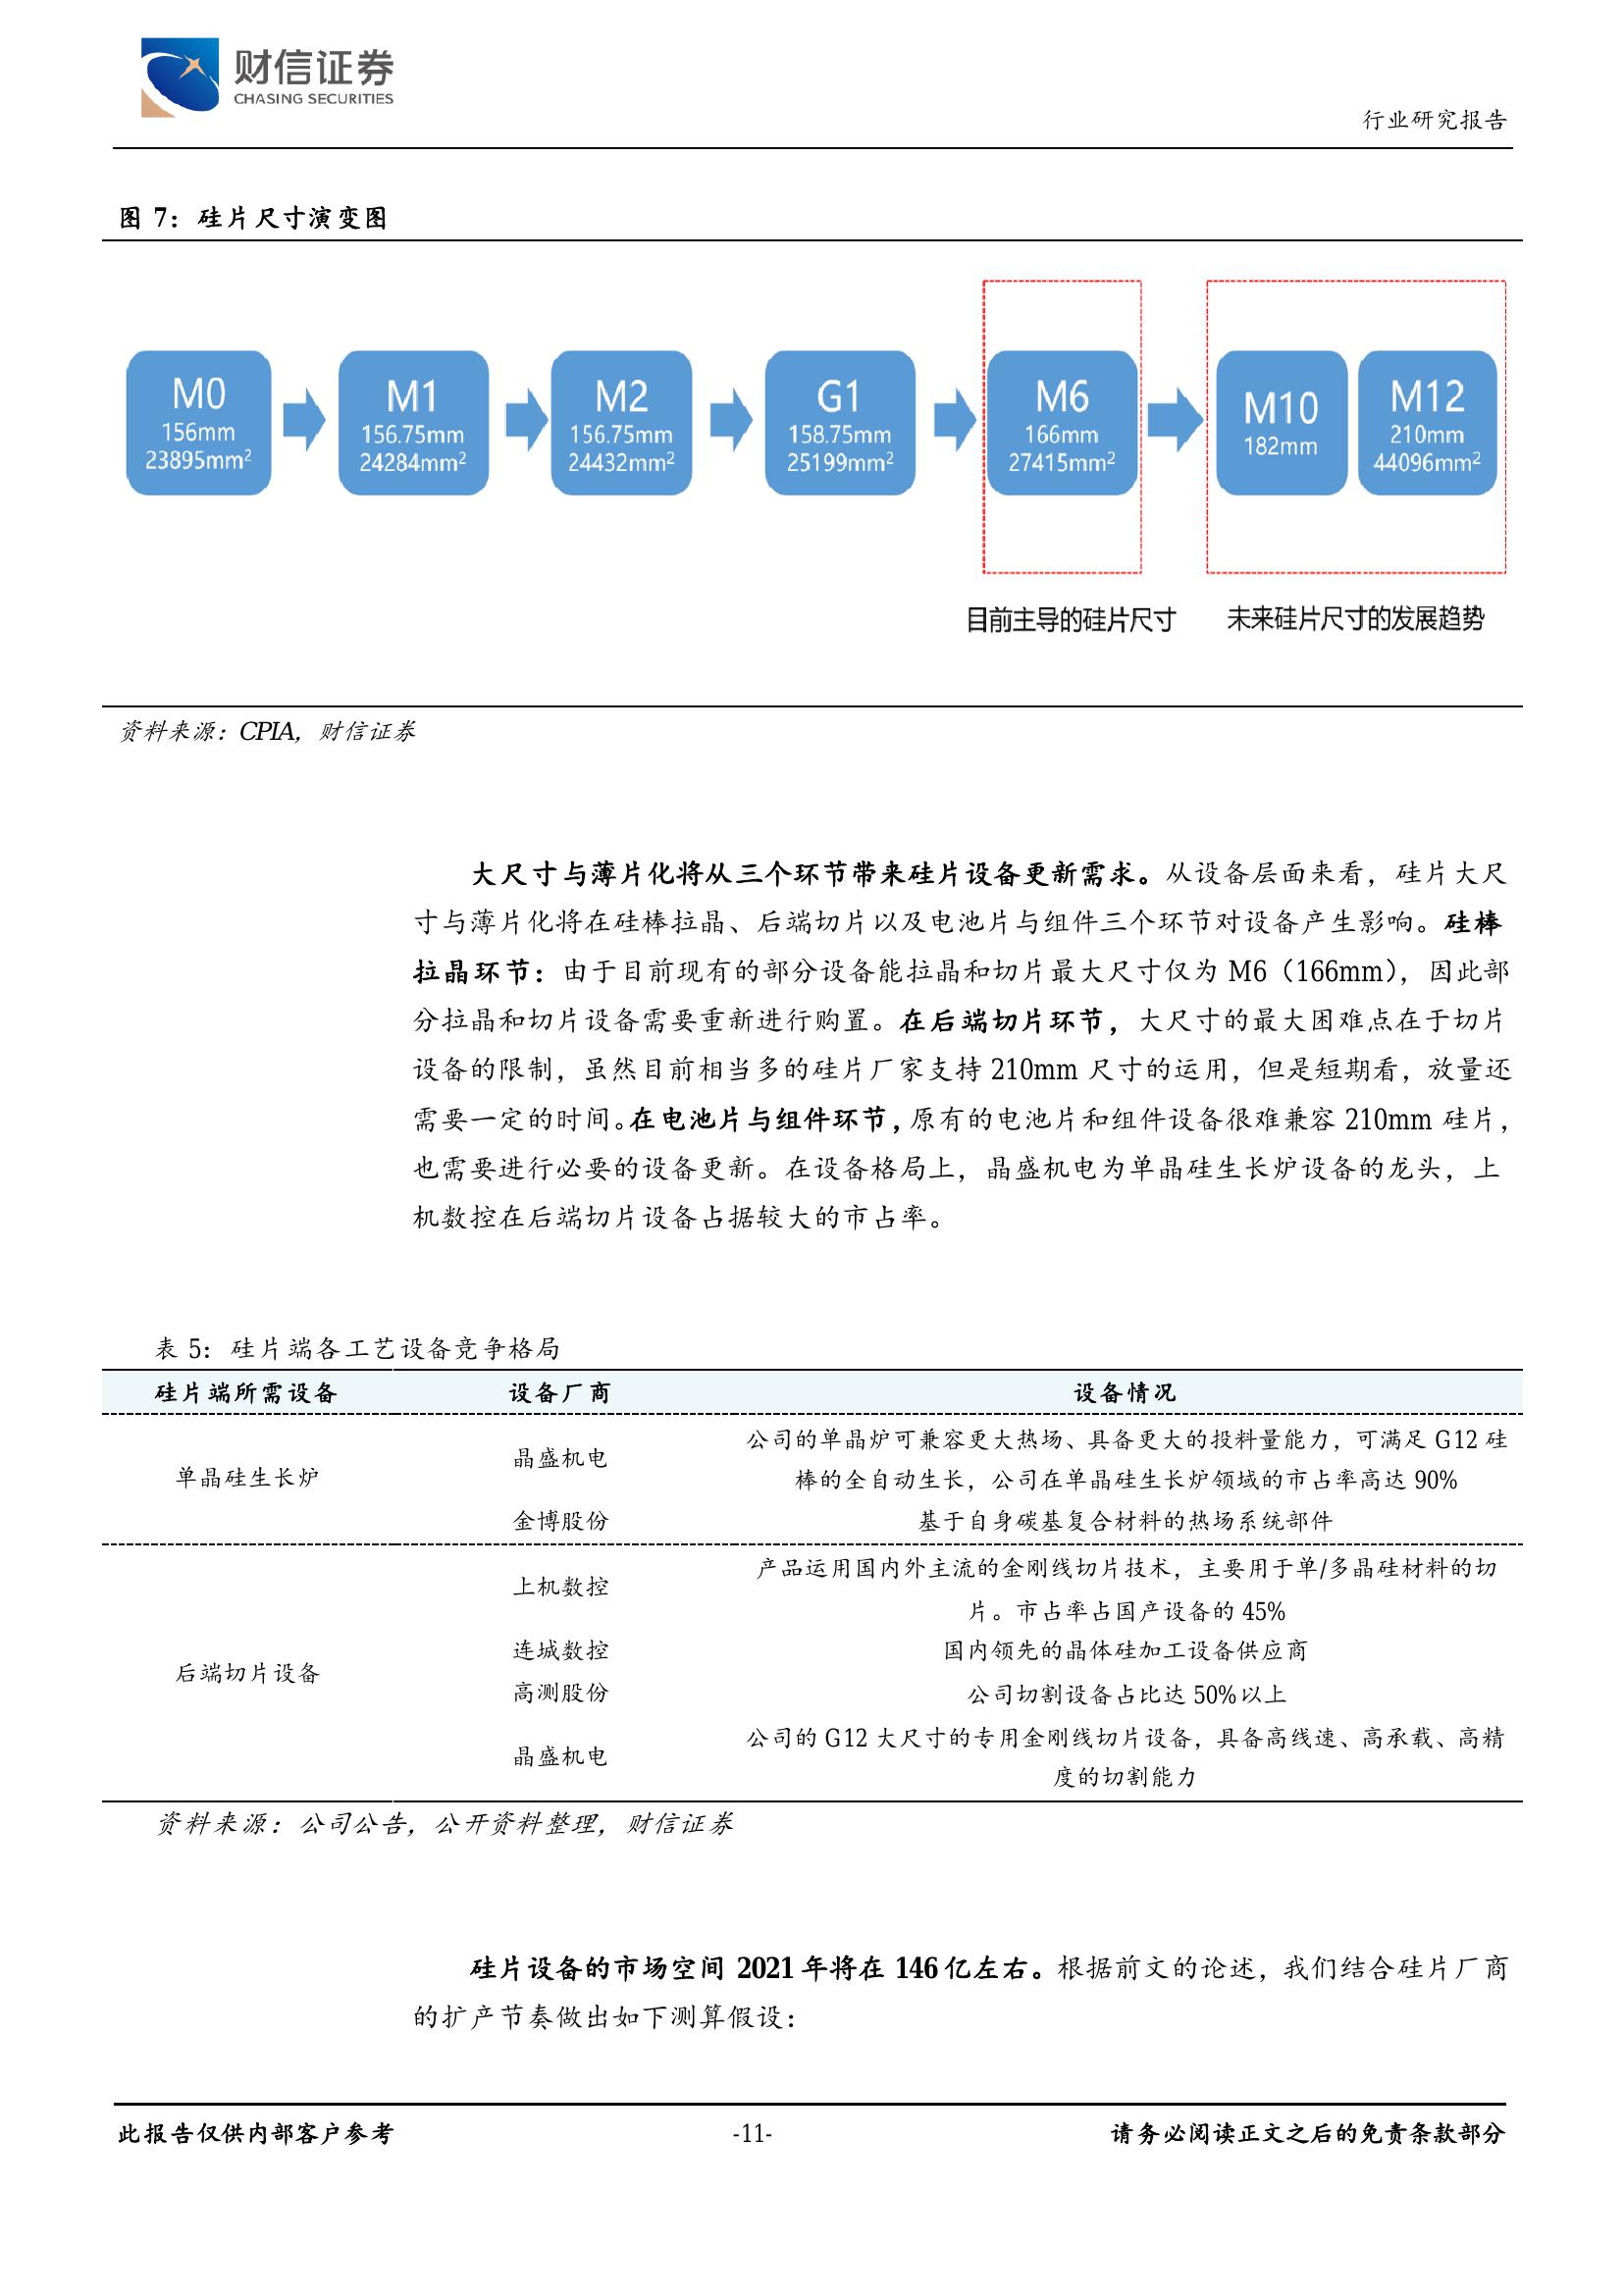 财信证券
CHASING SECURITIES
行业研究报告
图 7：硅片尺寸演变图
M0
156mm
23895mm²
M1
156.75mm
24284mm²
M2
156.75mm
24432mm²
G1
158.75mm
25199mm²
M6
166mm
27415mm²
M10
182mm
M12
210mm
44096mm²
目前主导的硅片尺寸
未来硅片尺寸的发展趋势
资料来源：CPIA，财信证券
大尺寸与薄片化将从三个环节带来硅片设备更新需求。从设备层面来看，硅片大尺
寸与薄片化将在硅棒拉晶、后端切片以及电池片与组件三个环节对设备产生影响。硅棒
拉晶环节：由于目前现有的部分设备能拉晶和切片最大尺寸仅为 M6（166mm），因此部
分拉晶和切片设备需要重新进行购置。在后端切片环节，大尺寸的最大困难点在于切片
设备的限制，虽然目前相当多的硅片厂家支持 210mm 尺寸的运用，但是短期看，放量还
需要一定的时间。在电池片与组件环节，原有的电池片和组件设备很难兼容 210mm 硅片，
也需要进行必要的设备更新。在设备格局上，晶盛机电为单晶硅生长炉设备的龙头，上
机数控在后端切片设备占据较大的市占率。
表 5：硅片端各工艺设备竞争格局
硅片端所需设备 设备厂商 设备情况
单晶硅生长炉
晶盛机电
公司的单晶炉可兼容更大热场、具备更大的投料量能力，可满足 G12 硅
棒的全自动生长，公司在单晶硅生长炉领域的市占率高达 90%
金博股份 基于自身碳基复合材料的热场系统部件
后端切片设备
上机数控
产品运用国内外主流的金刚线切片技术，主要用于单/多晶硅材料的切
片。市占率占国产设备的 45%
连城数控 国内领先的晶体硅加工设备供应商
高测股份 公司切割设备占比达 50%以上
晶盛机电
公司的 G12 大尺寸的专用金刚线切片设备，具备高线速、高承载、高精
度的切割能力
资料来源：公司公告，公开资料整理，财信证券
硅片设备的市场空间 2021 年将在 146 亿左右。根据前文的论述，我们结合硅片厂商
的扩产节奏做出如下测算假设：
此报告仅供内部客户参考 -11- 请务必阅读正文之后的免责条款部分